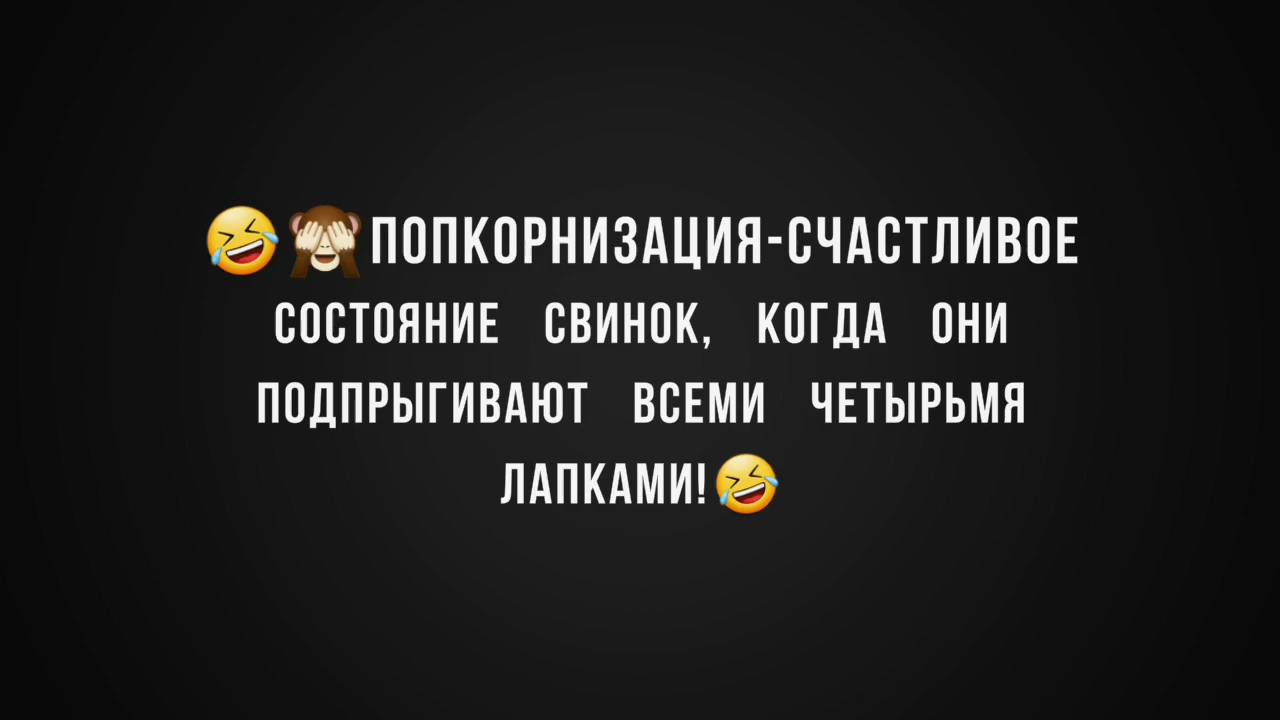 🤣🙈ПОПКОРНИЗАЦИЯ-СЧАСТЛИВОЕ
СОСТОЯНИЕ СВИНОК, КОГДА ОНИ
ПОДПРЫГИВАЮТ ВСЕМИ ЧЕТЫРЬМЯ
ЛАПКАМИ!🤣